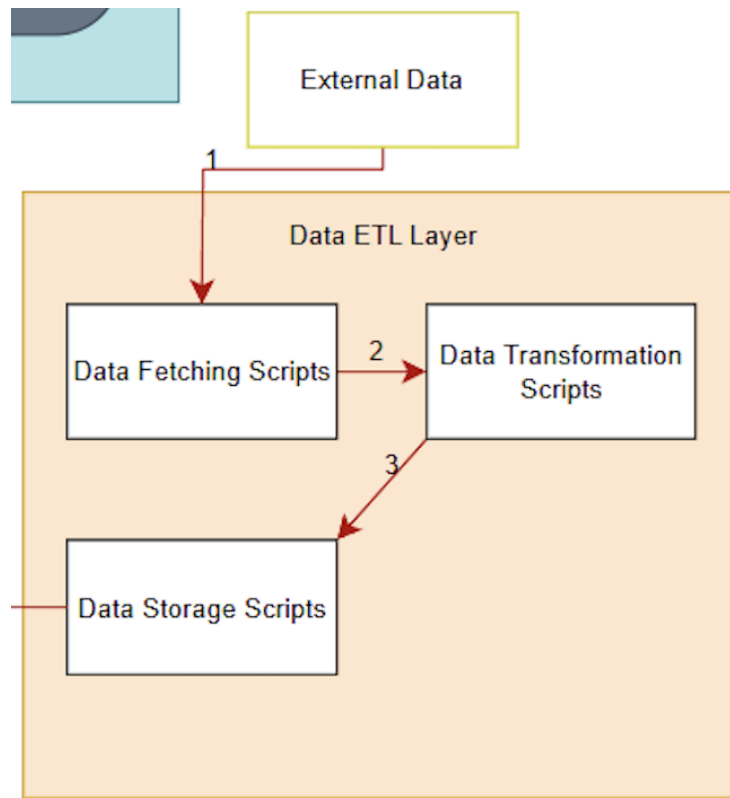 External Data
1
Data ETL Layer
Data Fetching Scripts
2
Data Transformation
Scripts
3
Data Storage Scripts